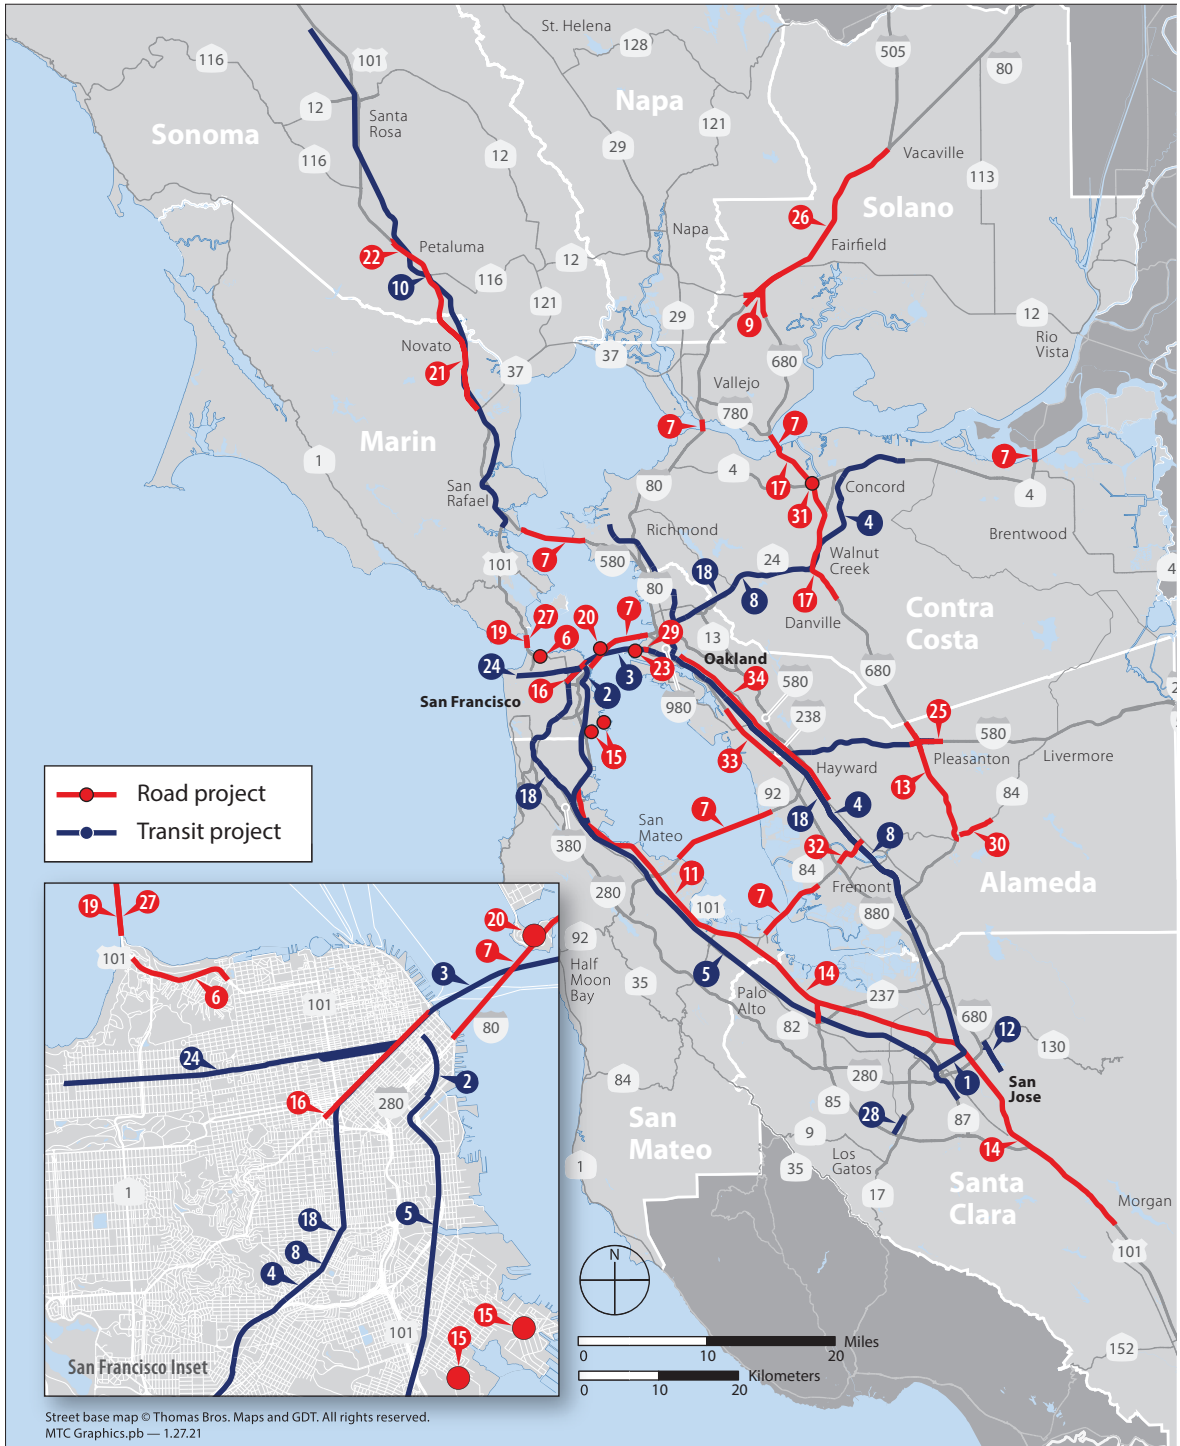 St. Helena
128
505
80
116
101
Napa
121
12
Santa
Rosa
Sonoma
116
12
29
Vacaville
113
Solano
26
Napa
Fairfield
22
Petaluma
12
10
116
121
9
29
12
Rio
Vista
Novato
37
37
680
21
Vallejo
780
Marin
7
7
7
1
4
San
Rafael
80
17
Concord
31
4
4
Richmond
Brentwood
101
7
580
24
Walnut
Creek
4
18
80
8
17
Contra
Costa
Danville
19
27
6
20
7
29
13
Oakland
24
16
3
23
34
680
580
San Francisco
2
980
238
25
580
15
33
Hayward
Pleasanton
Livermore
13
18
92
84
7
18
4
San
Mateo
8
30
380
32
84
Fremont
Alameda
11
280
101
7
880
Road project
Transit project
92
Half
Moon
Bay
5
14
35
Palo
Alto
237
82
680
12
130
280
1
San
Jose
84
85
87
28
San
Mateo
9
14
Los
Gatos
35
1
17
Santa
Clara
Morgan
101
152
N
Miles
0
10
20
Kilometers
0
10
20
19
27
20
101
7
3
6
101
80
24
2
16
280
1
18
5
8
4
15
101
15
San Francisco Inset
Street base map © Thomas Bros. Maps and GDT. All rights reserved.
MTC Graphics.pb — 1.27.21